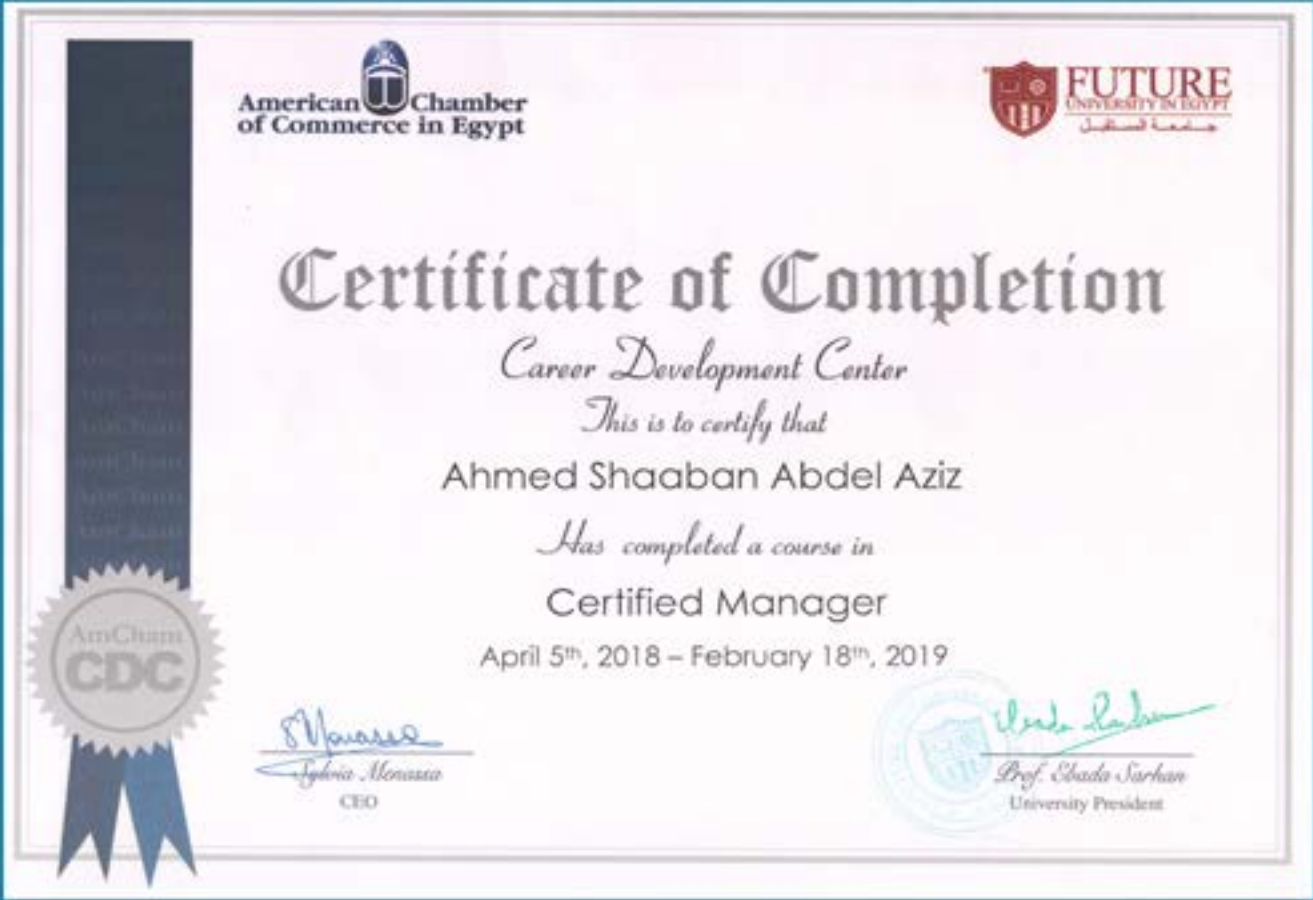 American Chamber
of Commerce in Egypt
FUTURE
UNIVERSITY IN EGYPT
جامعة المستقبل
Certificate of Completion
Career Development Center
This is to certify that
Ahmed Shaaban Abdel Aziz
Has completed a course in
Certified Manager
April 5th, 2018 – February 18th, 2019
AmCham
CDC
Sylvia Menassa
CEO
Prof. Ebada Sarhan
University President